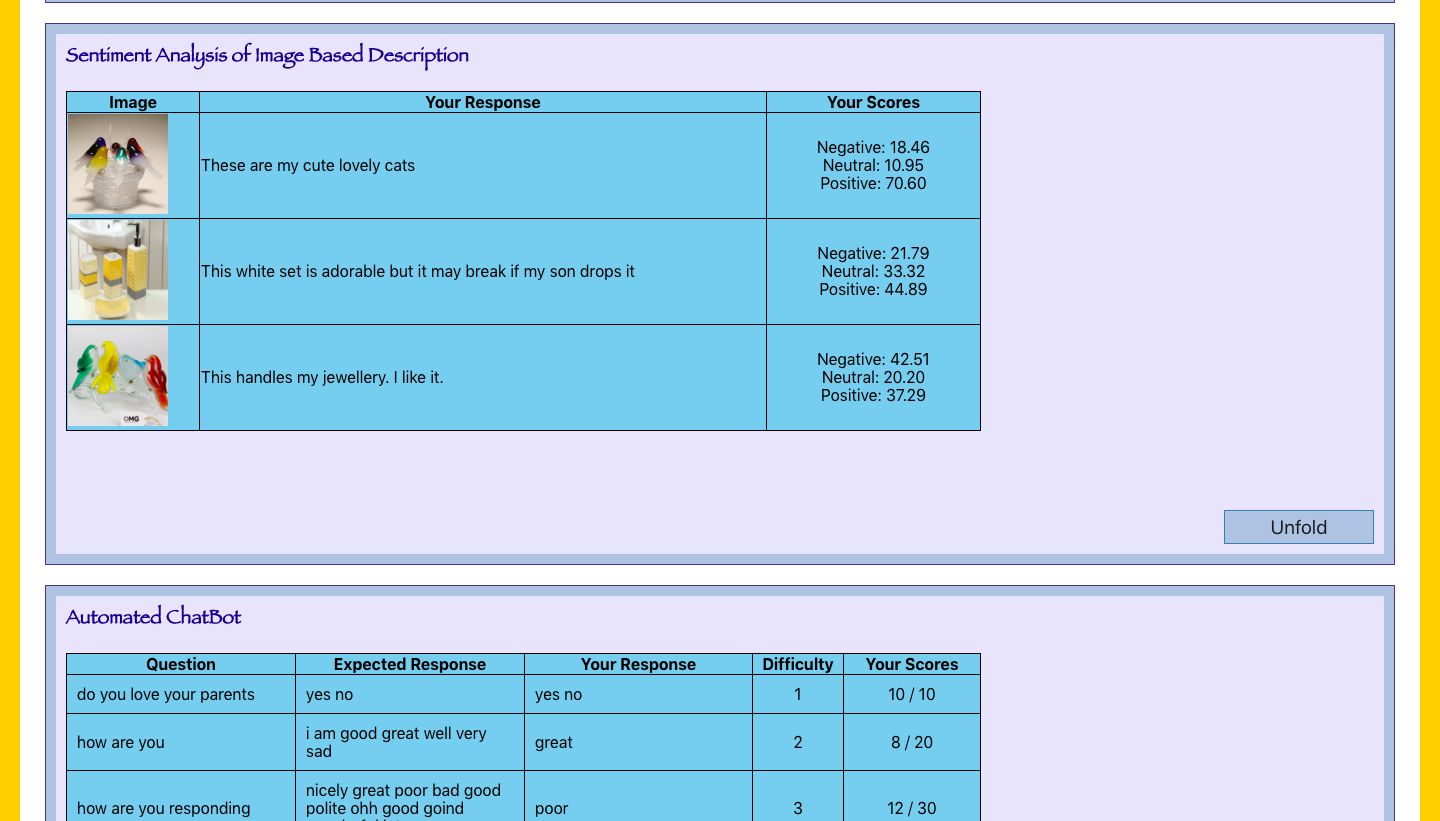 Sentiment Analysis of Image Based Description
Image Your Response Your Scores
These are my cute lovely cats
Negative: 18.46
Neutral: 10.95
Positive: 70.60
This white set is adorable but it may break if my son drops it
Negative: 21.79
Neutral: 33.32
Positive: 44.89
OMG
This handles my jewellery. I like it.
Negative: 42.51
Neutral: 20.20
Positive: 37.29
Unfold
Automated ChatBot
Question Expected Response Your Response Difficulty Your Scores
do you love your parents yes no yes no 1 10 / 10
how are you
i am good great well very
sad
great 2 8 / 20
how are you responding
nicely great poor bad good
polite ohh good goind
poor 3 12 / 30